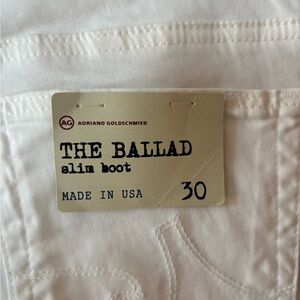 AG ADRIANO GOLDSCHMIED
THE BALLAD
slim boot
MADE IN USA 30